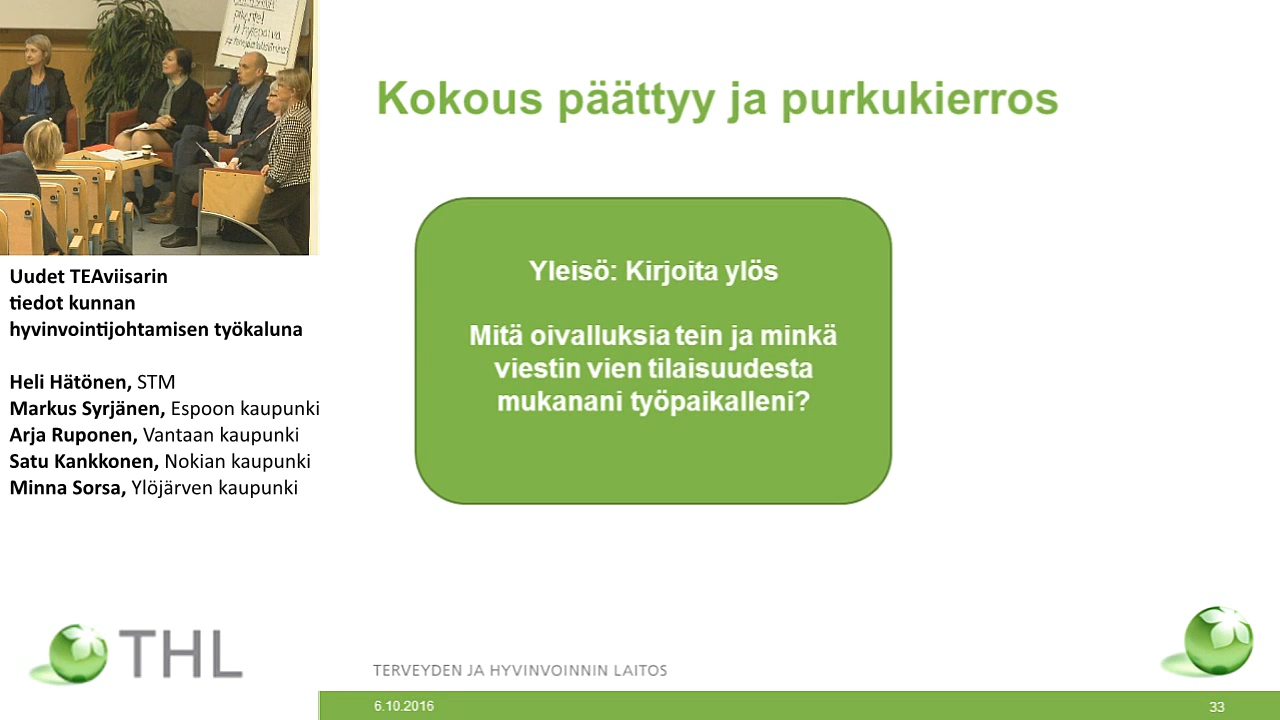 #hytepäivä
Kokous päättyy ja purkukierros
Yleisö: Kirjoita ylös
Mitä oivalluksia tein ja minkä
viestin vien tilaisuudesta
mukanani työpaikalleni?
Uudet TEAviisarin
tiedot kunnan
hyvinvointijohtamisen työkaluna
Heli Hätönen, STM
Markus Syrjänen, Espoon kaupunki
Arja Ruponen, Vantaan kaupunki
Satu Kankkonen, Nokian kaupunki
Minna Sorsa, Ylöjärven kaupunki
THL
TERVEYDEN JA HYVINVOINNIN LAITOS
6.10.2016
33